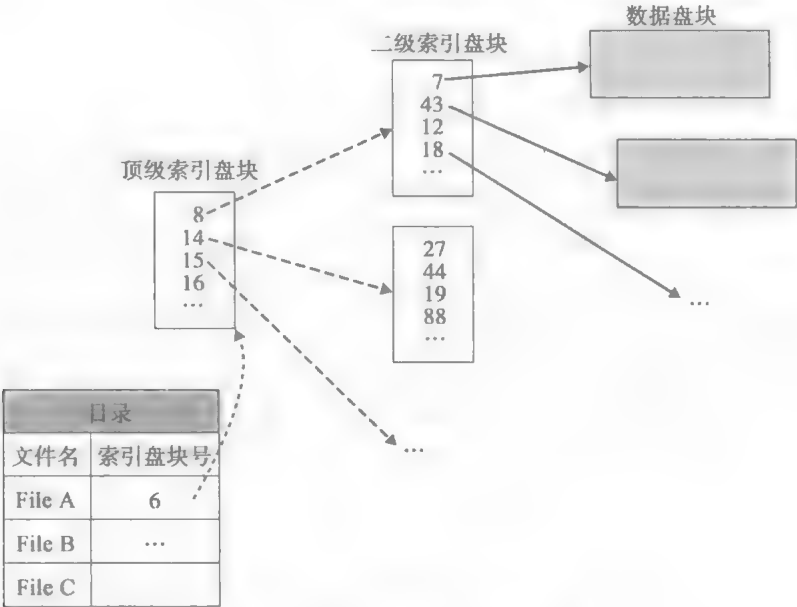 数据盘块
二级索引盘块
7
43
12
18
…
顶级索引盘块
8
14
15
16
…
27
44
19
88
…
…
…
目录
文件名 索引盘块号
File A 6
File B …
File C